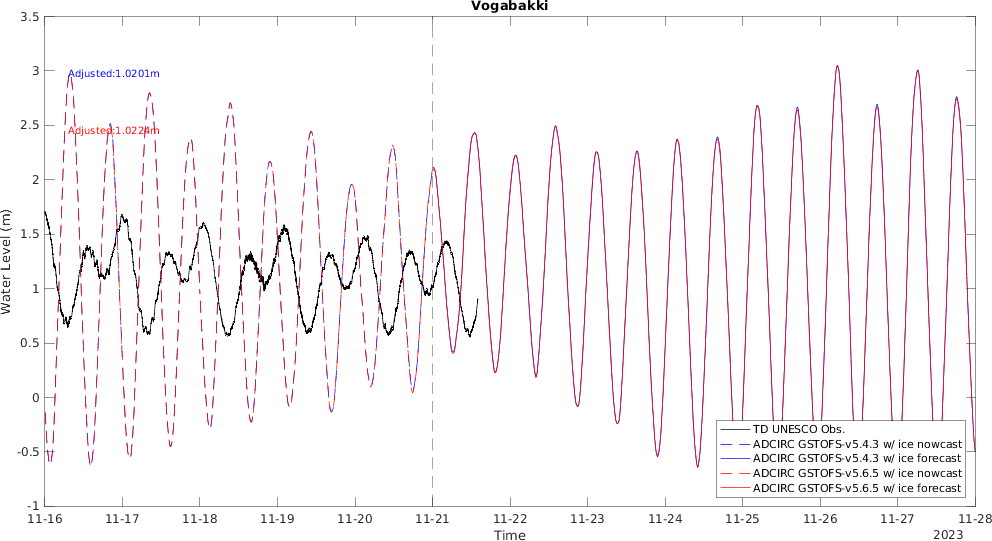 Vogabakki
3.5
3
2.5
2
1.5
1
0.5
0
-0.5
-1
Water Level (m)
Adjusted:1.0201m
Adjusted:1.0224m
TD UNESCO Obs.
ADCIRC GSTOFS-v5.4.3 w/ ice nowcast
ADCIRC GSTOFS-v5.4.3 w/ ice forecast
ADCIRC GSTOFS-v5.6.5 w/ ice nowcast
ADCIRC GSTOFS-v5.6.5 w/ ice forecast
11-16 11-17 11-18 11-19 11-20 11-21 11-22 11-23 11-24 11-25 11-26 11-27 11-28
Time
2023